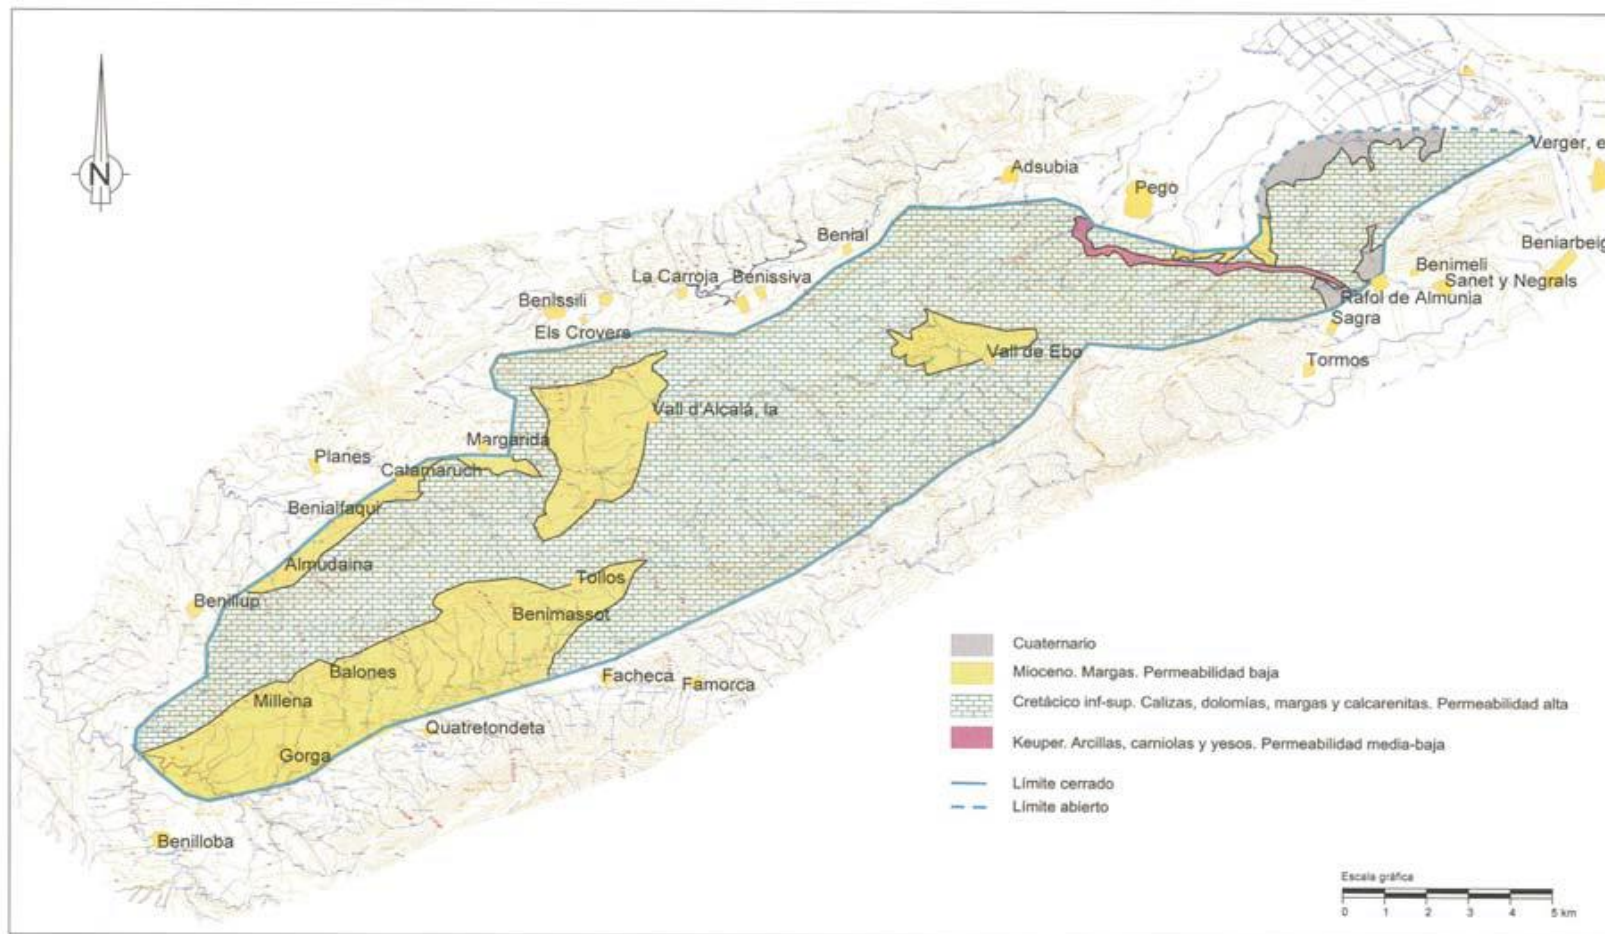 N
Verger, e
Adsubia
Pego
Benial
Beniarbeig
Benimeli
La Carroja
Benissiva
Sanet y Negrals
Benissili
Rafol de Almunia
Sagra
Els Crovers
Vall de Ebo
Tormos
Vall d'Alcalá, la
Margarida
Planes
Catamaruch
Benialfaqui
Almudaina
Tollos
Benillup
Benimassot
Balones
Facheca
Famorca
Millena
Quatretondeta
Gorga
Benilloba
Cuaternario
Mioceno. Margas. Permeabilidad baja
Cretácico inf-sup. Calizas, dolomías, margas y calcarenitas. Permeabilidad alta
Keuper. Arcillas, carniolas y yesos. Permeabilidad media-baja
Límite cerrado
Límite abierto
Escala gráfica
0 1 2 3 4 5 km